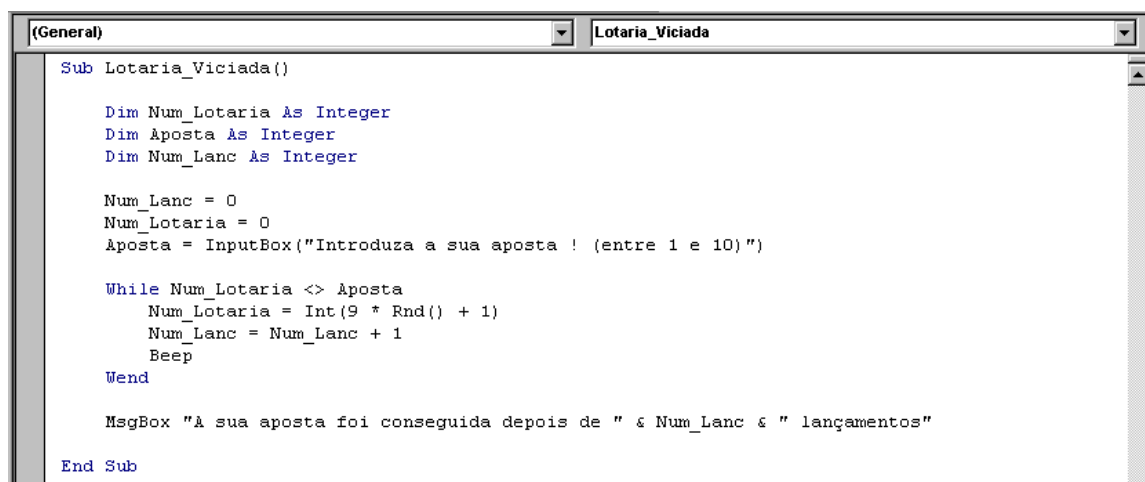 (General) Lotaria_Viciada
Sub Lotaria_Viciada()
Dim Num_Lotaria As Integer
Dim Aposta As Integer
Dim Num_Lanc As Integer
Num_Lanc = 0
Num_Lotaria = 0
Aposta = InputBox("Introduza a sua aposta ! (entre 1 e 10)")
While Num_Lotaria <> Aposta
Num_Lotaria = Int(9 * Rnd() + 1)
Num_Lanc = Num_Lanc + 1
Beep
Wend
MsgBox "A sua aposta foi conseguida depois de " & Num_Lanc & " lançamentos"
End Sub